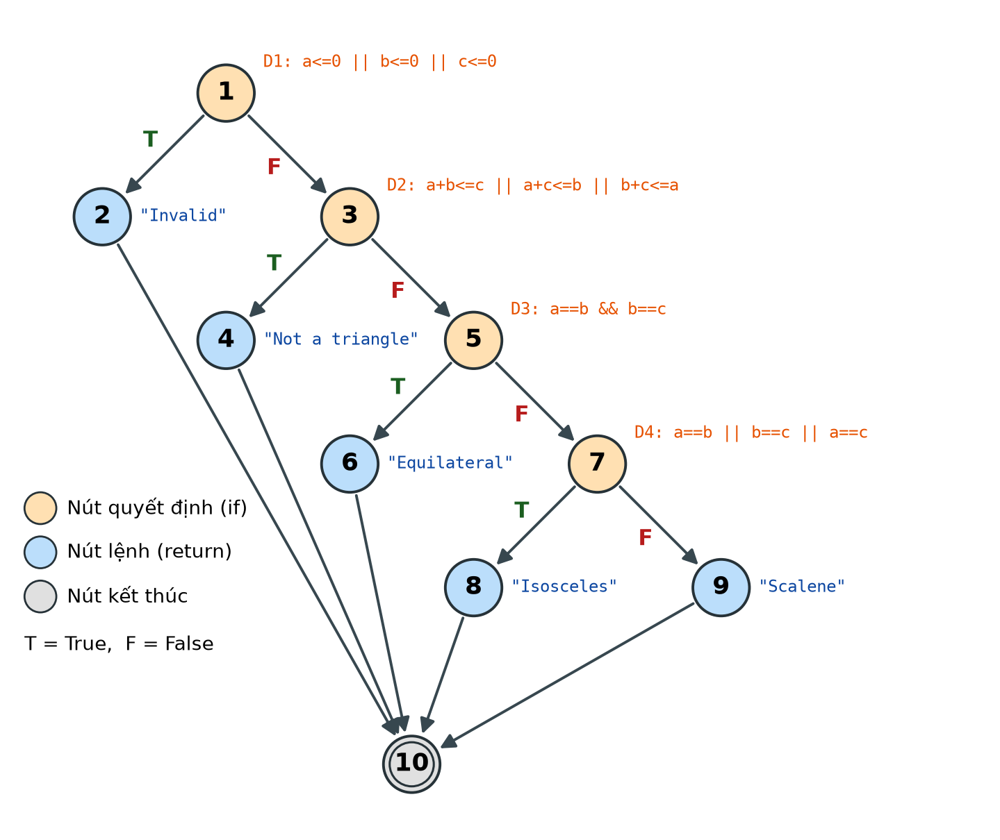 D1: a<=0 || b<=0 || c<=0
1
T
F
D2: a+b<=c || a+c<=b || b+c<=a
2
"Invalid"
3
T
F
D3: a==b && b==c
4
"Not a triangle"
5
T
F
D4: a==b || b==c || a==c
6
"Equilateral"
7
T
F
8
"Isosceles"
9
"Scalene"
10
Nút quyết định (if)
Nút lệnh (return)
Nút kết thúc
T = True,  F = False